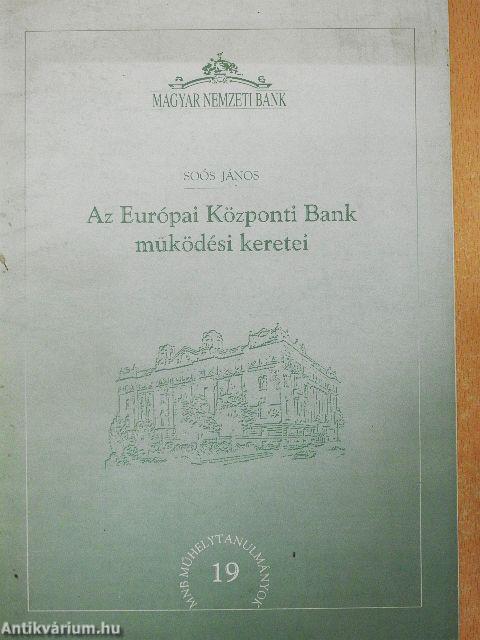 MAGYAR NEMZETI BANK
SOÓS JÁNOS
Az Európai Központi Bank
működési keretei
MNB MŰHELYTANULMÁNYOK
19
Antikvárium.hu